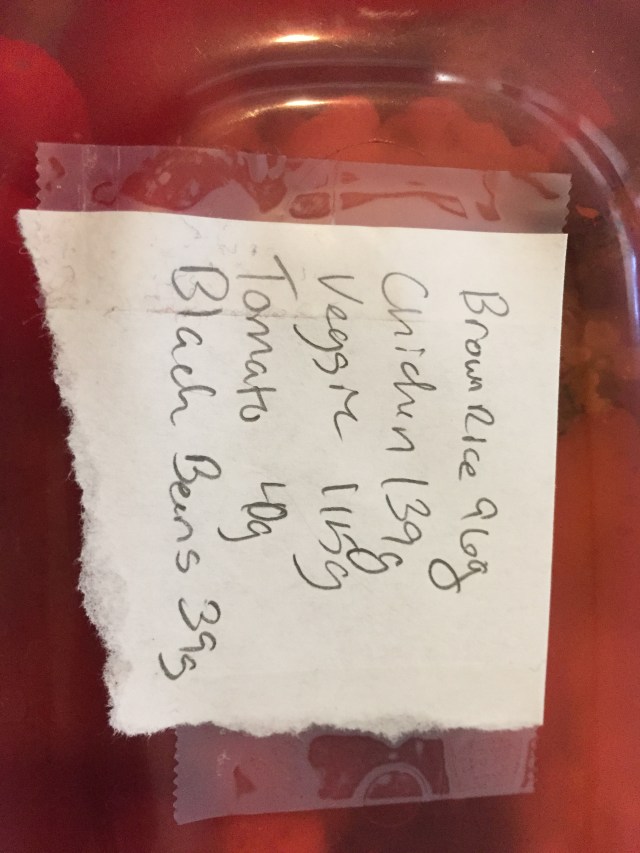 Brown Rice 96g
Chicken 139g
Veggie 115g
Tomato 40g
Black Beans 39g